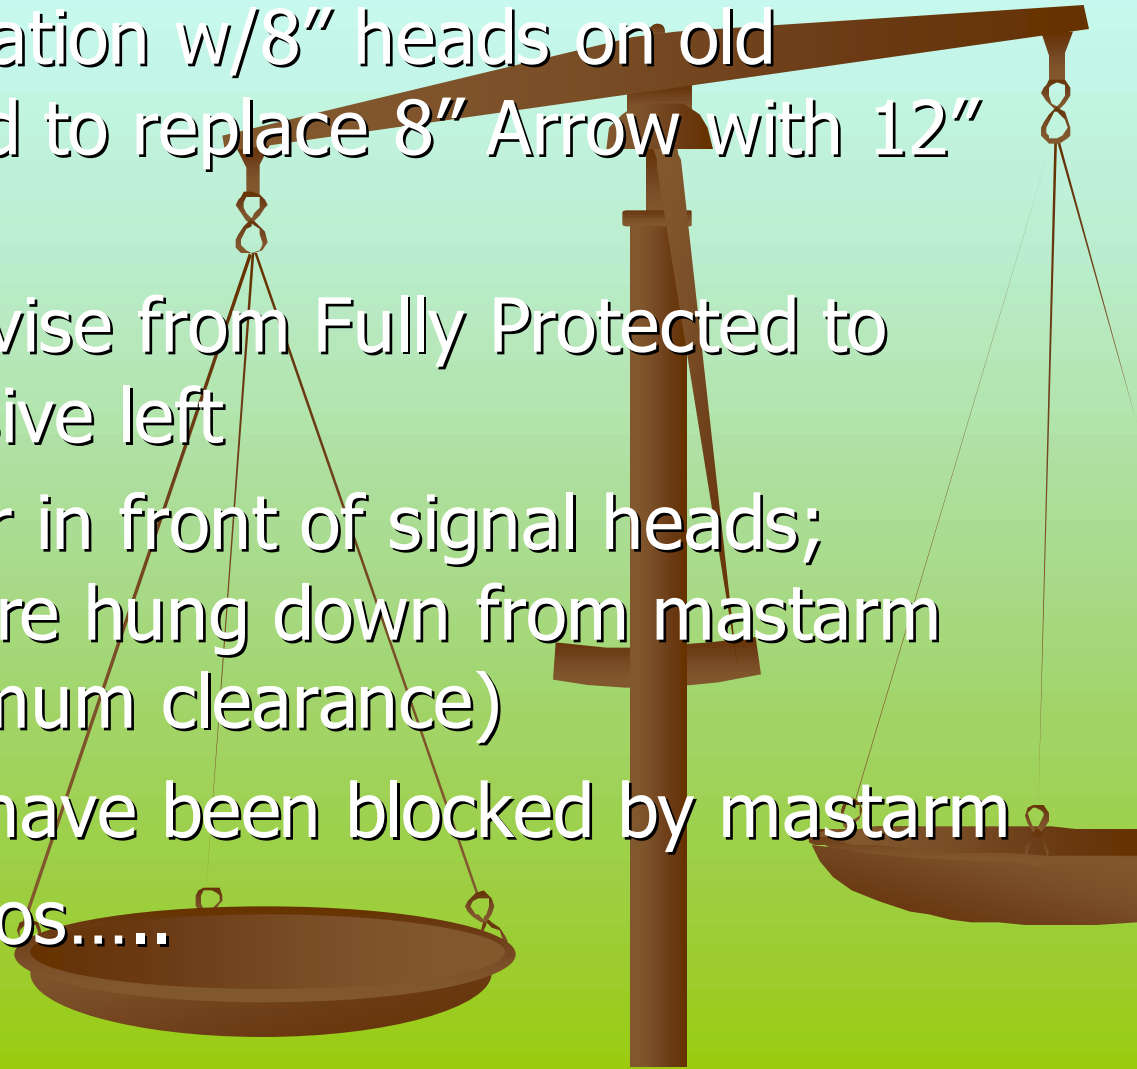 ation w/8” heads on old
d to replace 8” Arrow with 12”
vise from Fully Protected to
sive left
r in front of signal heads;
re hung down from mastarm
mum clearance)
have been blocked by mastarm
os…..